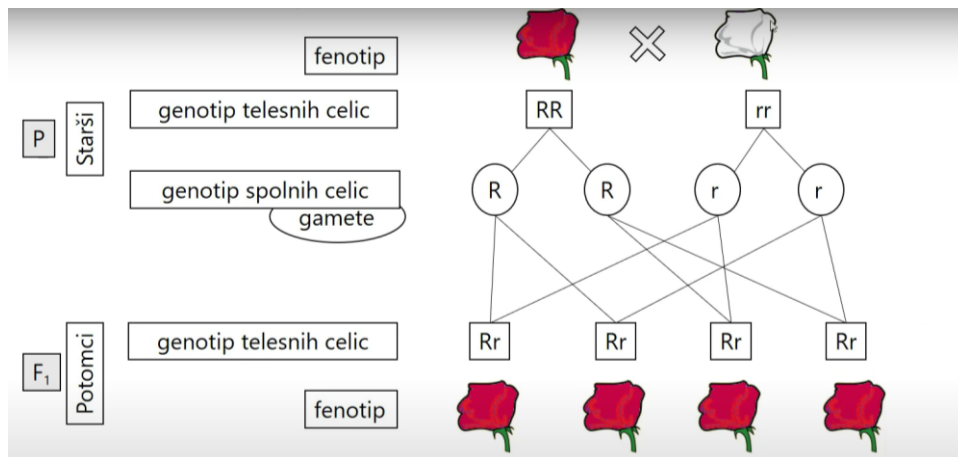 fenotip
P
Starši
genotip telesnih celic
RR
rr
genotip spolnih celic
gamete
R
R
r
r
F₁
Potomci
genotip telesnih celic
Rr
Rr
Rr
Rr
fenotip